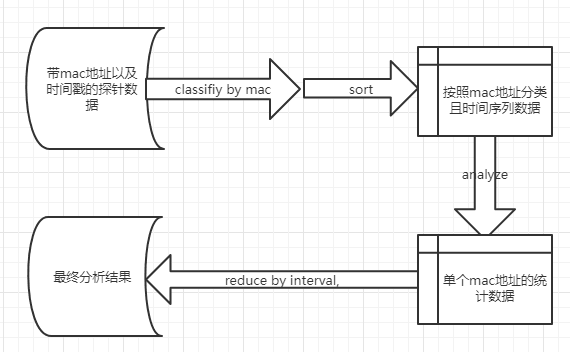 带mac地址以及
时间戳的探针数
据
classifiy by mac
sort
按照mac地址分类
且时间序列数据
analyze
单个mac地址的统
计数据
reduce by interval,
最终分析结果